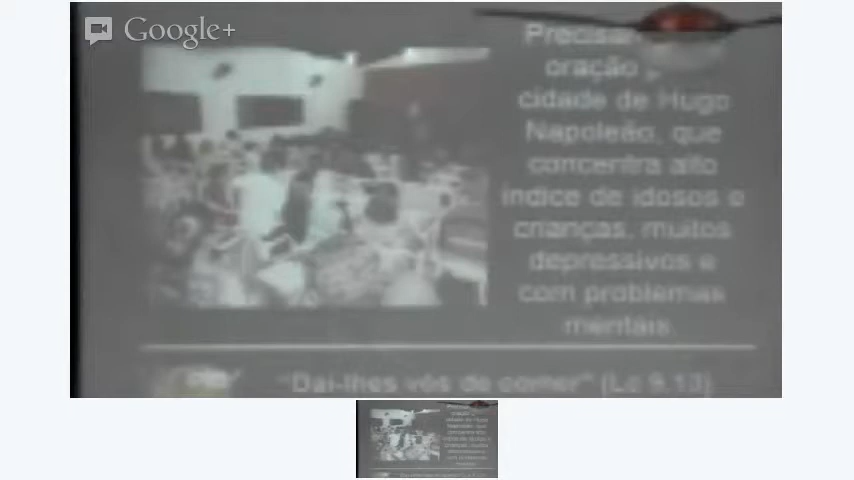 Google+
Precisa
oração
cidade de Hugo
Napoleão, que
concentra alto
índice de idosos e
crianças, muitos
depressivos e
com problemas
mentais.
"Dai-lhes vós de comer" (Lc 9.13)